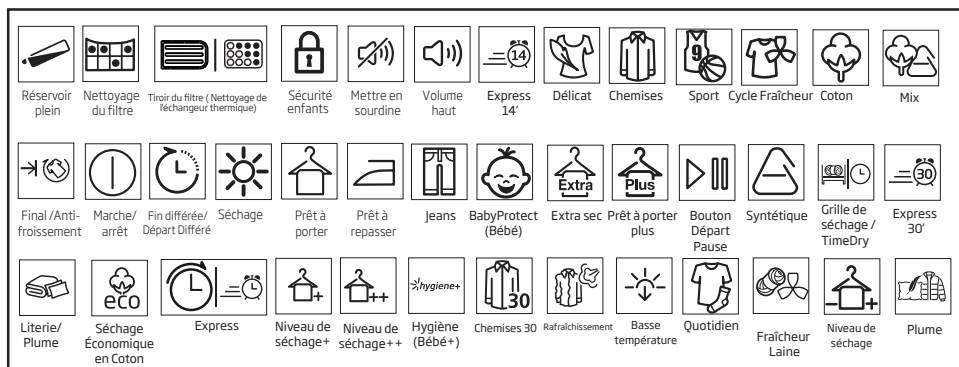 14
9
Réservoir plein
Nettoyage du filtre
Tiroir du filtre ( Nettoyage de l'échangeur thermique)
Sécurité enfants
Mettre en sourdine
Volume haut
Express 14'
Délicat
Chemises
Sport
Cycle Fraîcheur
Coton
Mix
Extra
Plus
30
Final /Anti-froissement
Marche/ arrêt
Fin différée/ Départ Différé
Séchage
Prêt à porter
Prêt à repasser
Jeans
BabyProtect (Bébé)
Extra sec
Prêt à porter plus
Bouton Départ Pause
Syntétique
Grille de séchage / TimeDry
Express 30'
eco
+
++
hygiene+
30
- +
Literie/ Plume
Séchage Économique en Coton
Express
Niveau de séchage+
Niveau de séchage++
Hygiène (Bébé+)
Chemises 30
Rafraîchissement
Basse température
Quotidien
Fraîcheur Laine
Niveau de séchage
Plume